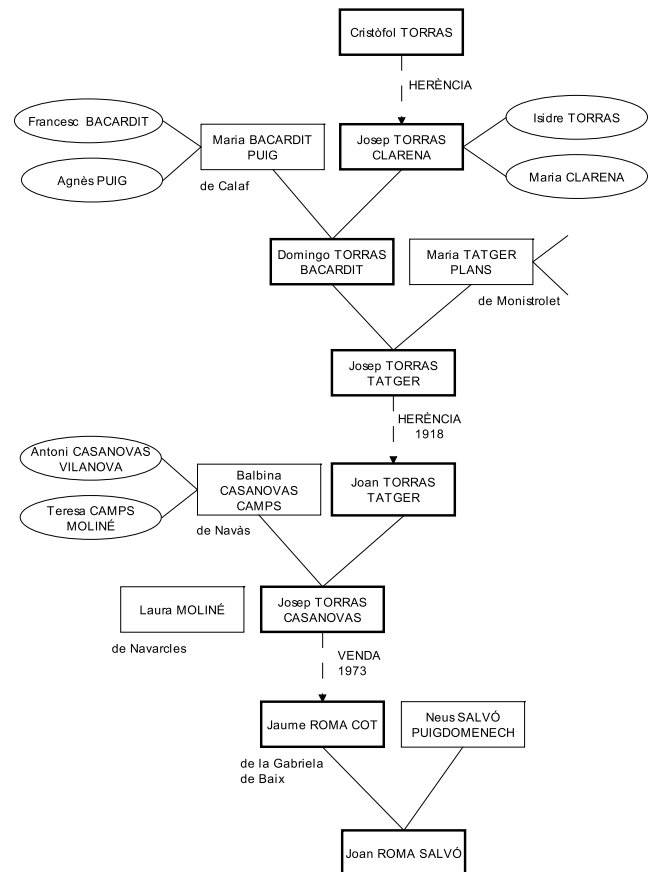 Cristòfol TORRAS
HERÈNCIA
Francesc BACARDIT
Agnès PUIG
Maria BACARDIT
PUIG
de Calaf
Josep TORRAS
CLARENA
Isidre TORRAS
Maria CLARENA
Domingo TORRAS
BACARDIT
Maria TATGER
PLANS
de Monistrolet
Josep TORRAS
TATGER
HERÈNCIA
1918
Antoni CASANOVAS
VILANOVA
Teresa CAMPS
MOLINÉ
Balbina
CASANOVAS
CAMPS
de Navàs
Joan TORRAS
TATGER
Laura MOLINÉ
de Navarcles
Josep TORRAS
CASANOVAS
VENDA
1973
Jaume ROMA COT
de la Gabriela
de Baix
Neus SALVÓ
PUIGDOMENECH
Joan ROMA SALVÓ